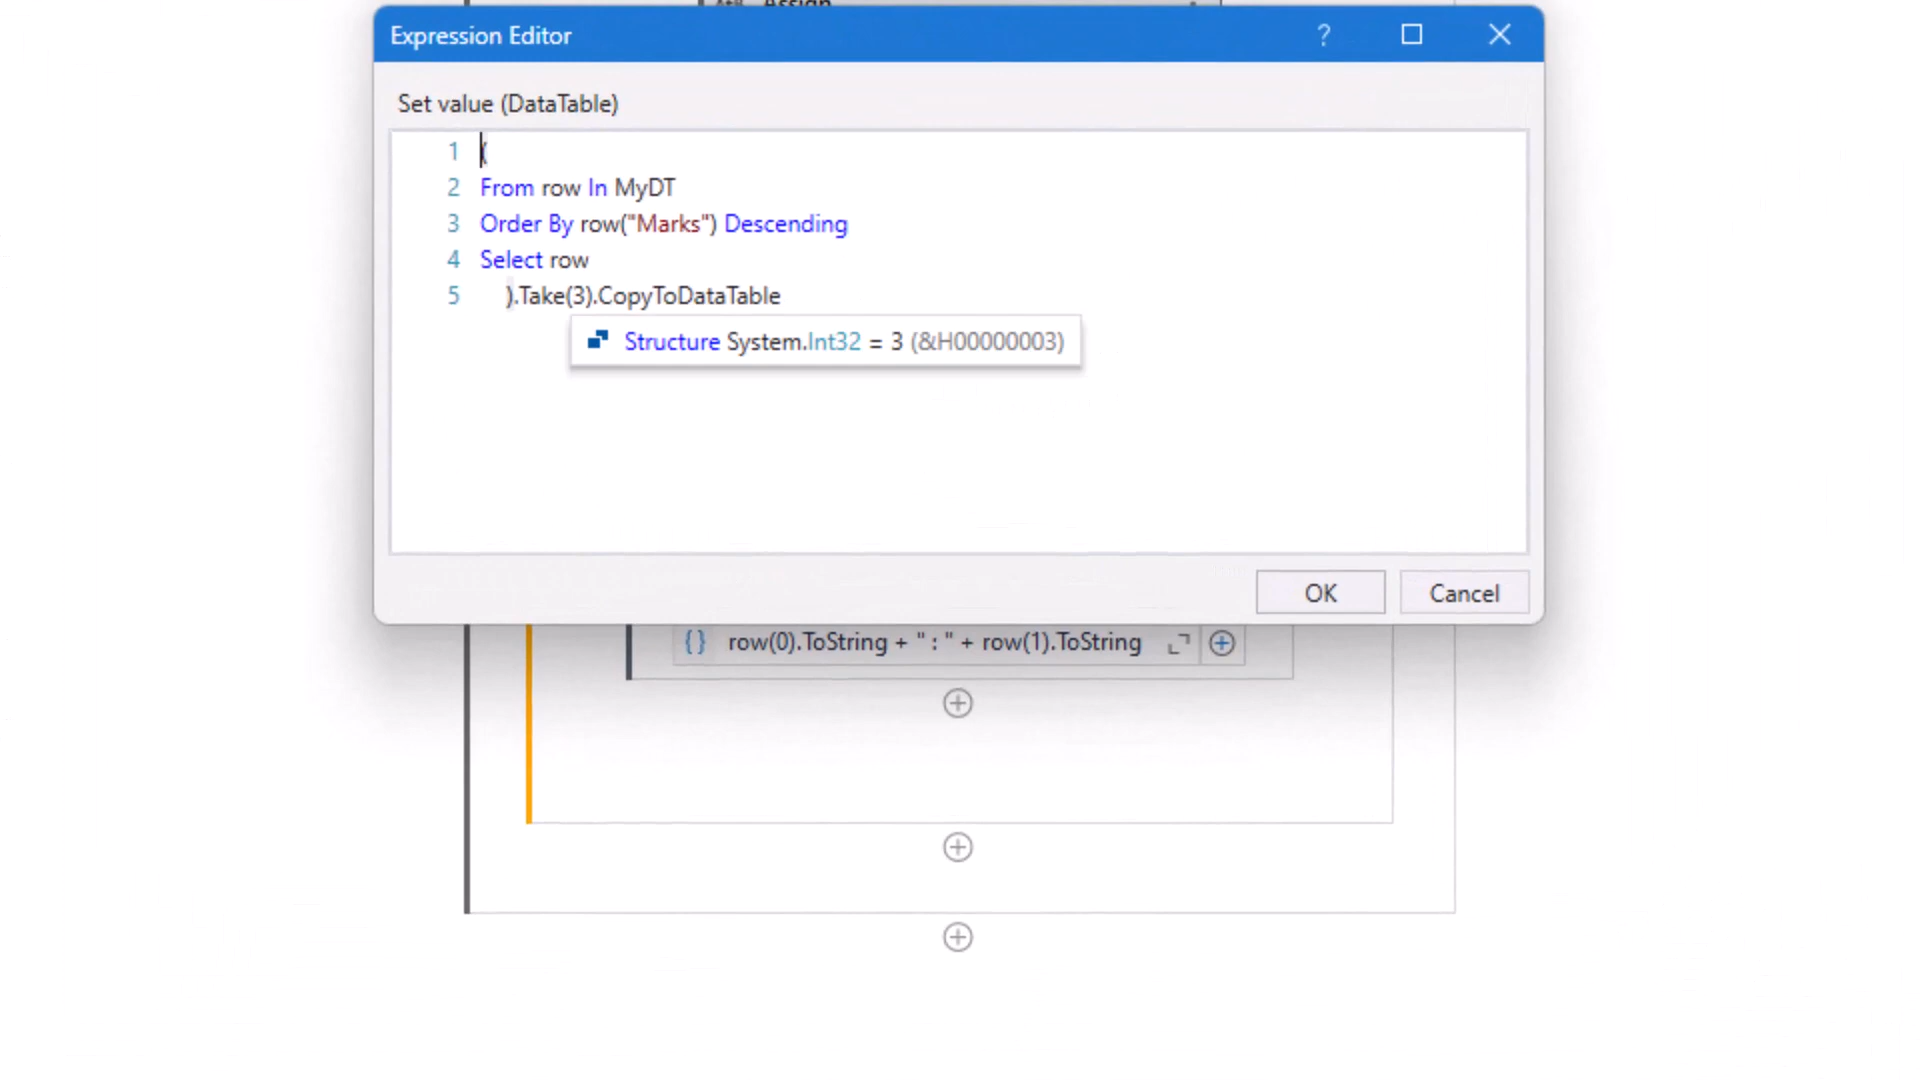 Assign
Expression Editor
?
Set value (DataTable)
1 (
2 From row In MyDT
3 Order By row("Marks") Descending
4 Select row
5 ).Take(3).CopyToDataTable
Structure System.Int32 = 3 (&H00000003)
OK
Cancel
{} row(0).ToString + " : " + row(1).ToString